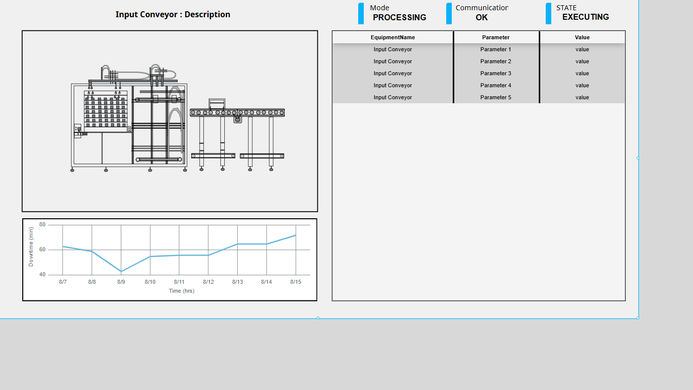 Input Conveyor : Description
Mode
PROCESSING
Communication
OK
STATE
EXECUTING
EquipmentName Parameter Value
Input Conveyor Parameter 1 value
Input Conveyor Parameter 2 value
Input Conveyor Parameter 3 value
Input Conveyor Parameter 4 value
Input Conveyor Parameter 5 value
Downtime (min)
80
60
40
8/7 8/8 8/9 8/10 8/11 8/12 8/13 8/14 8/15
Time (hrs)